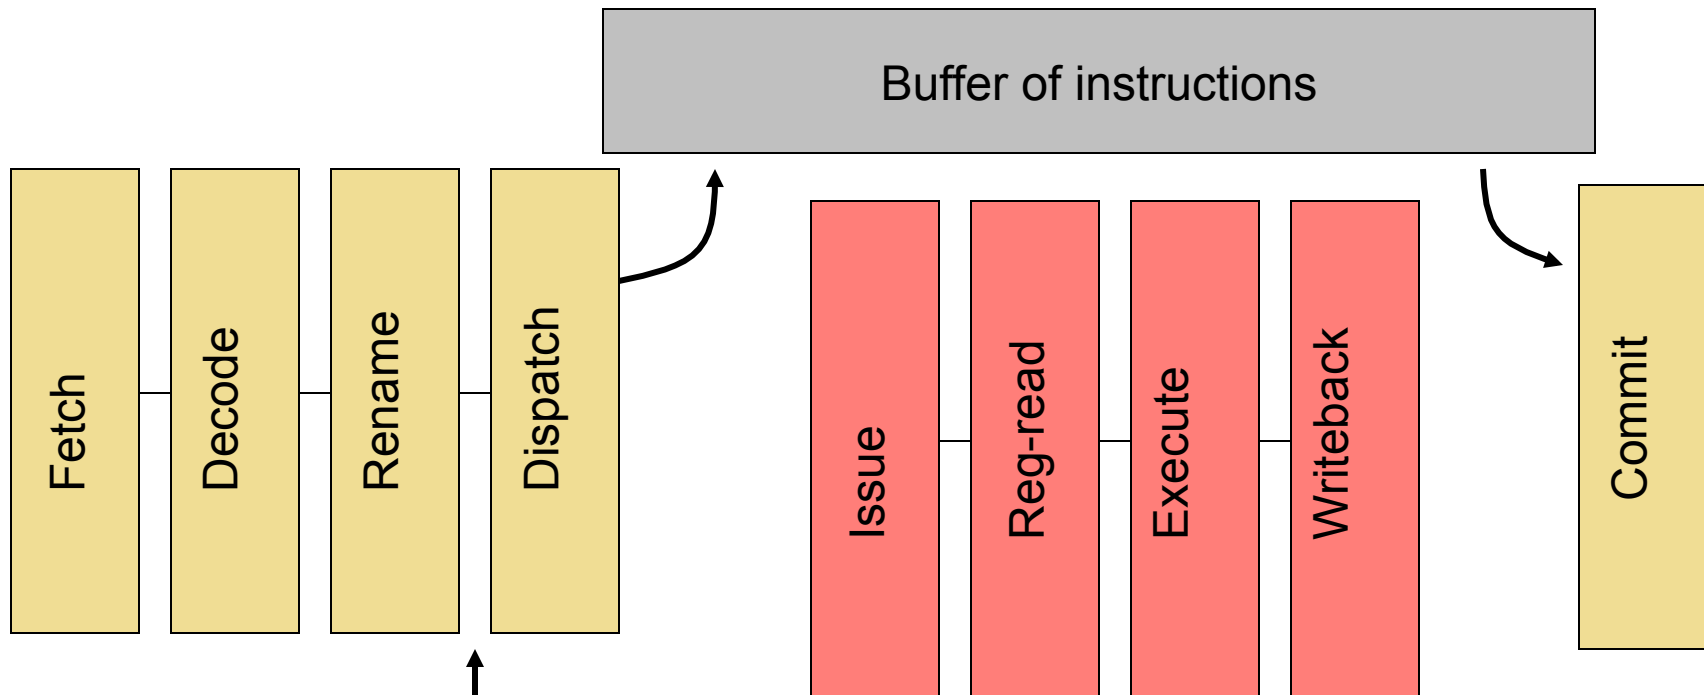 Buffer of instructions
Fetch
Decode
Rename
Dispatch
Issue
Reg-read
Execute
Writeback
Commit